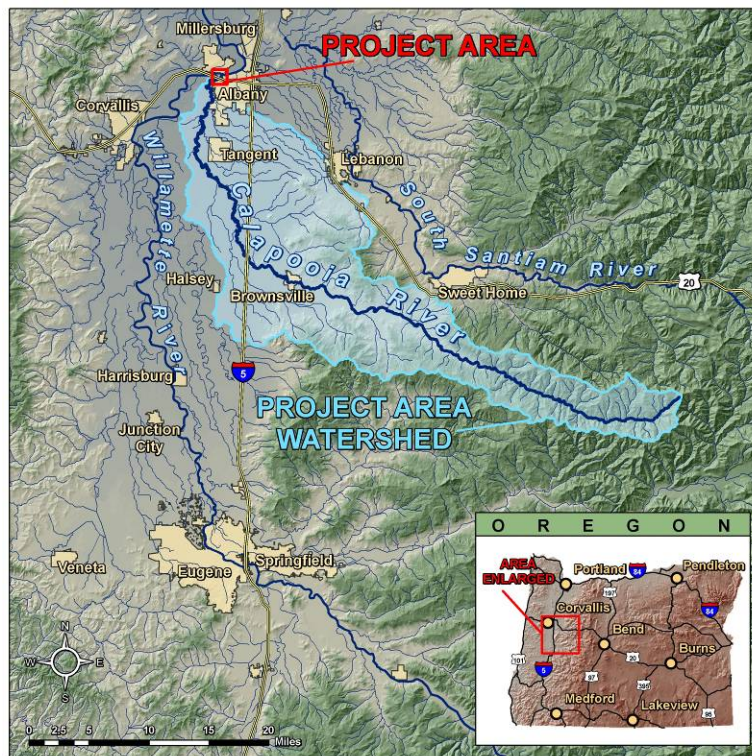 Millersburg
PROJECT AREA
Albany
Corvallis
Tangent
Lebanon
Willamette River
Calapooia River
South Santiam River
20
Halsey
Brownsville
Sweet Home
Harrisburg
5
PROJECT AREA
WATERSHED
Junction
City
Veneta
Eugene
Springfield
N
W
E
S
0 2.5 5 10 15 20
Miles
OREGON
AREA
ENLARGED
Portland
84
Pendleton
197
84
Corvallis
Bend
20
Burns
101
5
97
395
95
Medford
Lakeview